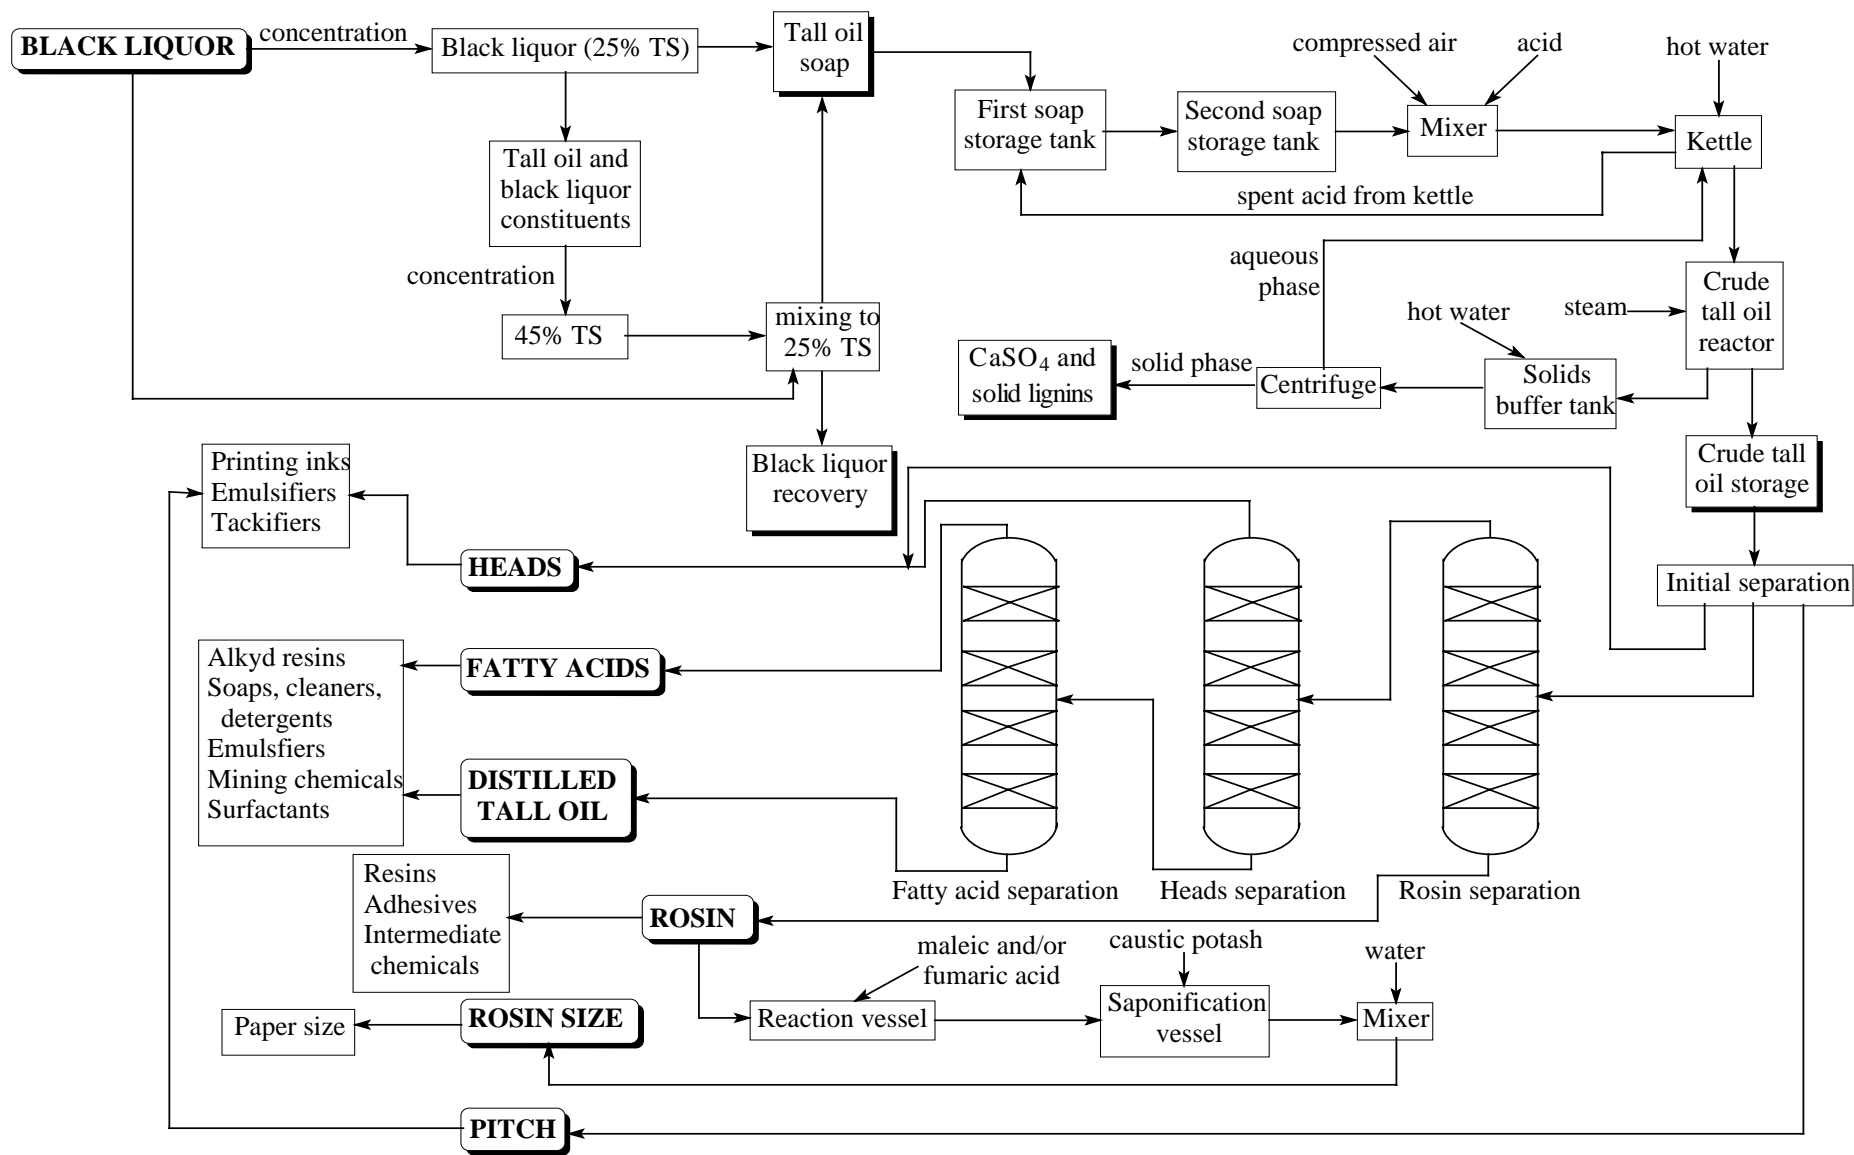 BLACK LIQUOR
concentration
Black liquor (25% TS)
Tall oil
soap
compressed air
acid
hot water
First soap
storage tank
Second soap
storage tank
Mixer
Kettle
Tall oil and
black liquor
constituents
spent acid from kettle
aqueous
phase
concentration
45% TS
mixing to
25% TS
steam
Crude
tall oil
reactor
hot water
CaSO4 and
solid lignins
solid phase
Centrifuge
Solids
buffer tank
Black liquor
recovery
Crude tall
oil storage
Printing inks
Emulsifiers
Tackifiers
HEADS
Initial separation
Alkyd resins
Soaps, cleaners,
detergents
Emulsfiers
Mining chemicals
Surfactants
FATTY ACIDS
DISTILLED
TALL OIL
Fatty acid separation
Heads separation
Rosin separation
Resins
Adhesives
Intermediate
chemicals
ROSIN
maleic and/or
fumaric acid
caustic potash
water
Paper size
ROSIN SIZE
Reaction vessel
Saponification
vessel
Mixer
PITCH